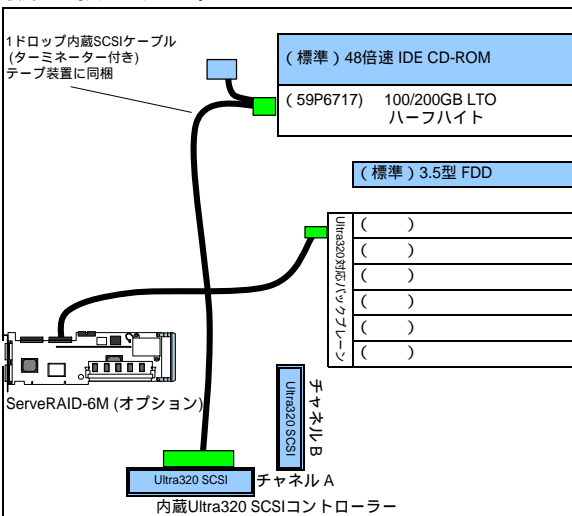 1ドロップ内蔵SCSIケーブル
(ターミネーター付き)
テープ装置に同梱
(標準)48倍速 IDE CD-ROM
(59P6717) 100/200GB LTO
ハーフハイト
(標準)3.5型 FDD
Ultra320対応バックプレーン
( )
( )
( )
( )
( )
( )
ServeRAID-6M (オプション)
Ultra320 SCSI
チャネル B
Ultra320 SCSI
チャネル A
内蔵Ultra320 SCSIコントローラー